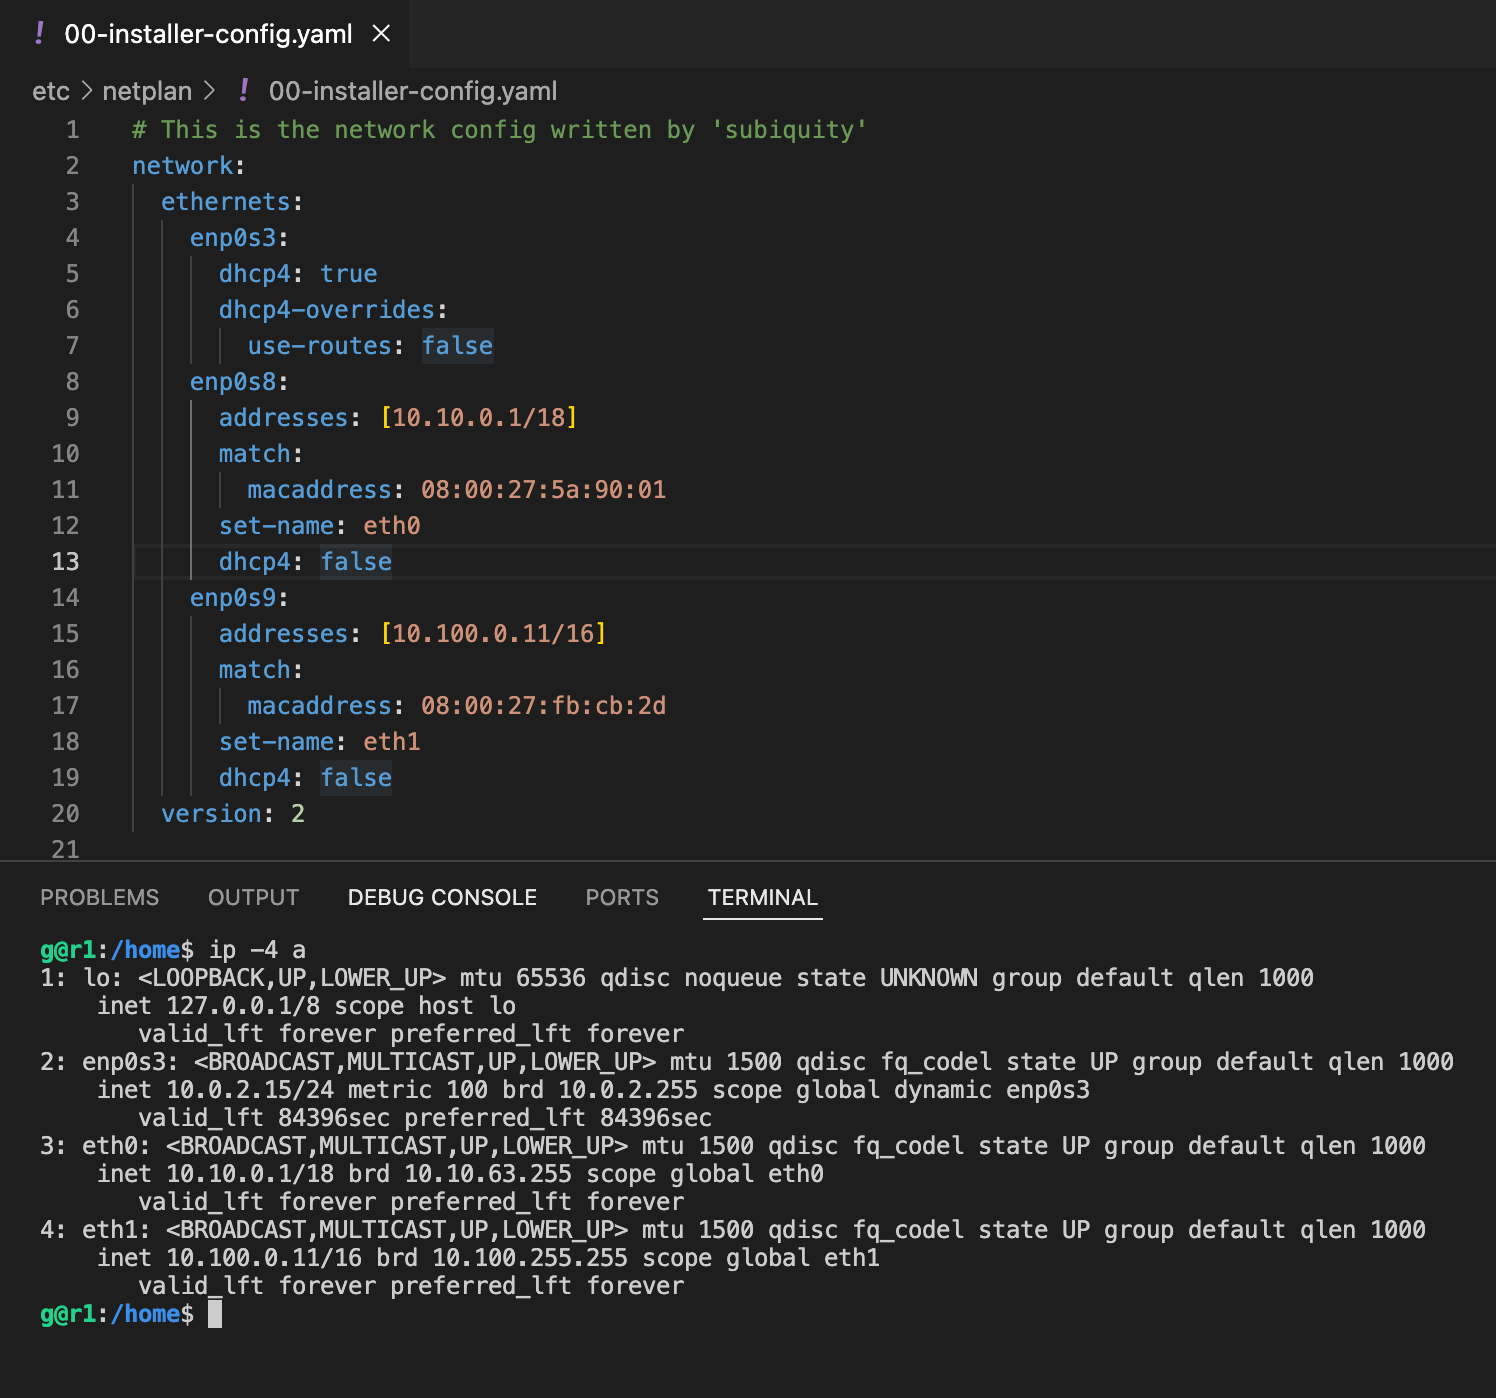 ! 00-installer-config.yaml ×
etc > netplan > ! 00-installer-config.yaml
1 # This is the network config written by 'subiquity'
2 network:
3   ethernets:
4     enp0s3:
5       dhcp4: true
6       dhcp4-overrides:
7         use-routes: false
8     enp0s8:
9       addresses: [10.10.0.1/18]
10       match:
11         macaddress: 08:00:27:5a:90:01
12       set-name: eth0
13       dhcp4: false
14     enp0s9:
15       addresses: [10.100.0.11/16]
16       match:
17         macaddress: 08:00:27:fb:cb:2d
18       set-name: eth1
19       dhcp4: false
20   version: 2
21
PROBLEMS OUTPUT DEBUG CONSOLE PORTS TERMINAL
g@r1:/home$ ip -4 a
1: lo: <LOOPBACK,UP,LOWER_UP> mtu 65536 qdisc noqueue state UNKNOWN group default qlen 1000
    inet 127.0.0.1/8 scope host lo
       valid_lft forever preferred_lft forever
2: enp0s3: <BROADCAST,MULTICAST,UP,LOWER_UP> mtu 1500 qdisc fq_codel state UP group default qlen 1000
    inet 10.0.2.15/24 metric 100 brd 10.0.2.255 scope global dynamic enp0s3
       valid_lft 84396sec preferred_lft 84396sec
3: eth0: <BROADCAST,MULTICAST,UP,LOWER_UP> mtu 1500 qdisc fq_codel state UP group default qlen 1000
    inet 10.10.0.1/18 brd 10.10.63.255 scope global eth0
       valid_lft forever preferred_lft forever
4: eth1: <BROADCAST,MULTICAST,UP,LOWER_UP> mtu 1500 qdisc fq_codel state UP group default qlen 1000
    inet 10.100.0.11/16 brd 10.100.255.255 scope global eth1
       valid_lft forever preferred_lft forever
g@r1:/home$